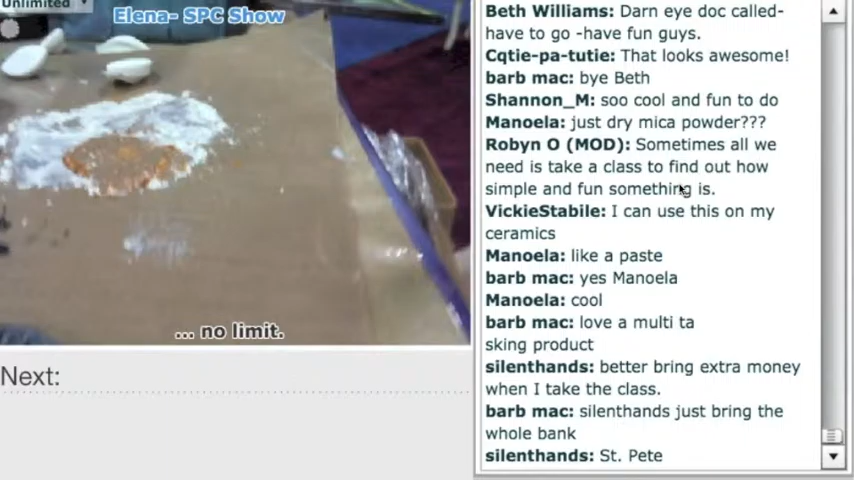 Unlimited
Elena- SPC Show
... no limit.
Next:
Beth Williams: Darn eye doc called-
have to go -have fun guys.
Cqtie-pa-tutie: That looks awesome!
barb mac: bye Beth
Shannon_M: soo cool and fun to do
Manoela: just dry mica powder???
Robyn O (MOD): Sometimes all we
need is take a class to find out how
simple and fun something is.
VickieStabile: I can use this on my
ceramics
Manoela: like a paste
barb mac: yes Manoela
Manoela: cool
barb mac: love a multi ta
sking product
silenthands: better bring extra money
when I take the class.
barb mac: silenthands just bring the
whole bank
silenthands: St. Pete